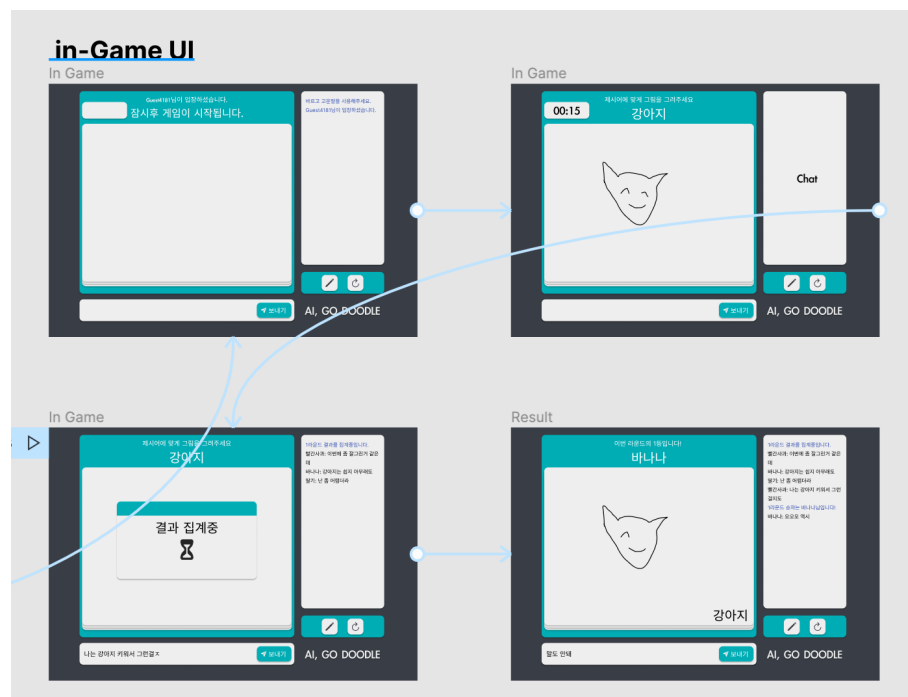 in-Game UI
In Game
Guest4181님이 입장하셨습니다.
잠시후 게임이 시작됩니다.
바르고 고운말을 사용해주세요.
Guest4181님이 입장하셨습니다.
보내기
AI, GO DOODLE
In Game
00:15
제시어에 맞게 그림을 그려주세요
강아지
Chat
보내기
AI, GO DOODLE
In Game
제시어에 맞게 그림을 그려주세요
강아지
결과 집계중
1라운드 결과를 집계중입니다.
빨간사과: 이번에 좀 잘그린거 같은
데
바나나: 강아지는 쉽지 아무래도
딸기: 난 좀 어렵더라
나는 강아지 키워서 그런걸ㅈ
보내기
AI, GO DOODLE
Result
이번 라운드의 1등입니다!
바나나
강아지
1라운드 결과를 집계중입니다.
빨간사과: 이번에 좀 잘그린거 같은
데
바나나: 강아지는 쉽지 아무래도
딸기: 난 좀 어렵더라
빨간사과: 나는 강아지 키워서 그런
걸지도
1라운드 승자는 바나나님입니다!
바나나: 오오오 역시
말도 안돼
보내기
AI, GO DOODLE